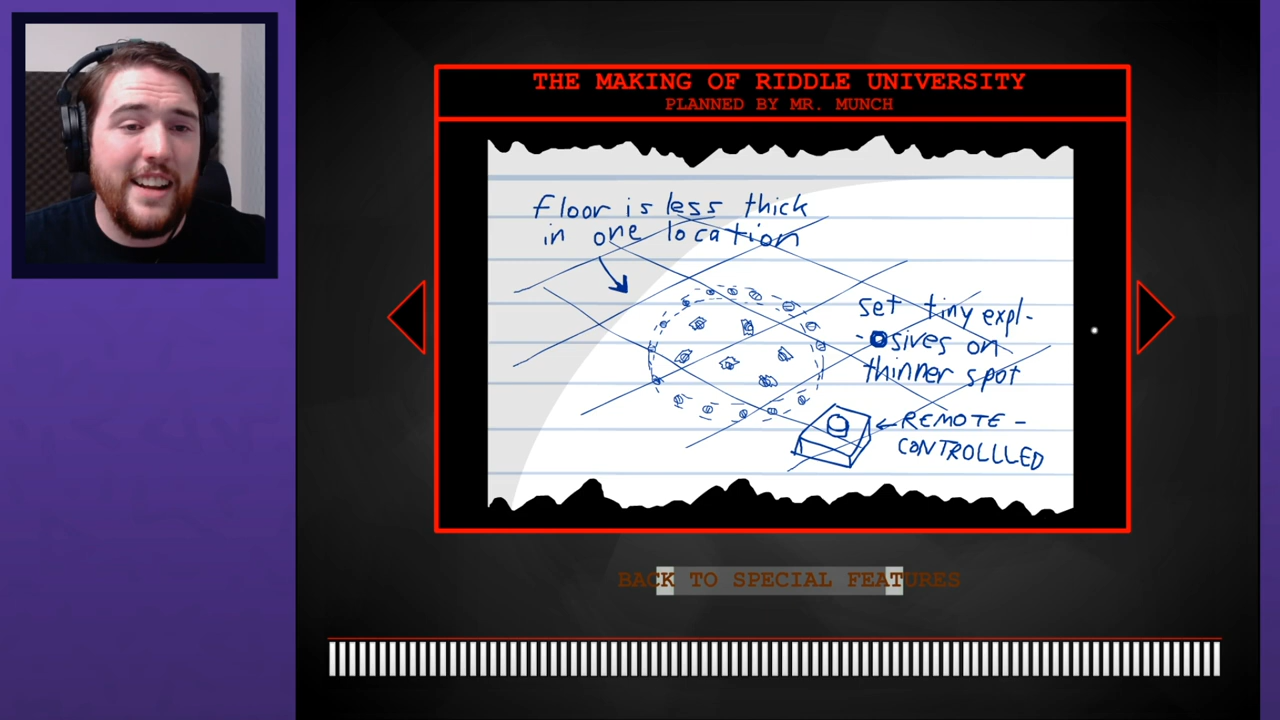 THE MAKING OF RIDDLE UNIVERSITY
PLANNED BY MR. MUNCH
floor is less thick
in one location
set tiny expl-
-osives on
thinner spot
REMOTE -
CONTROLLLED
BACK TO SPECIAL FEATURES